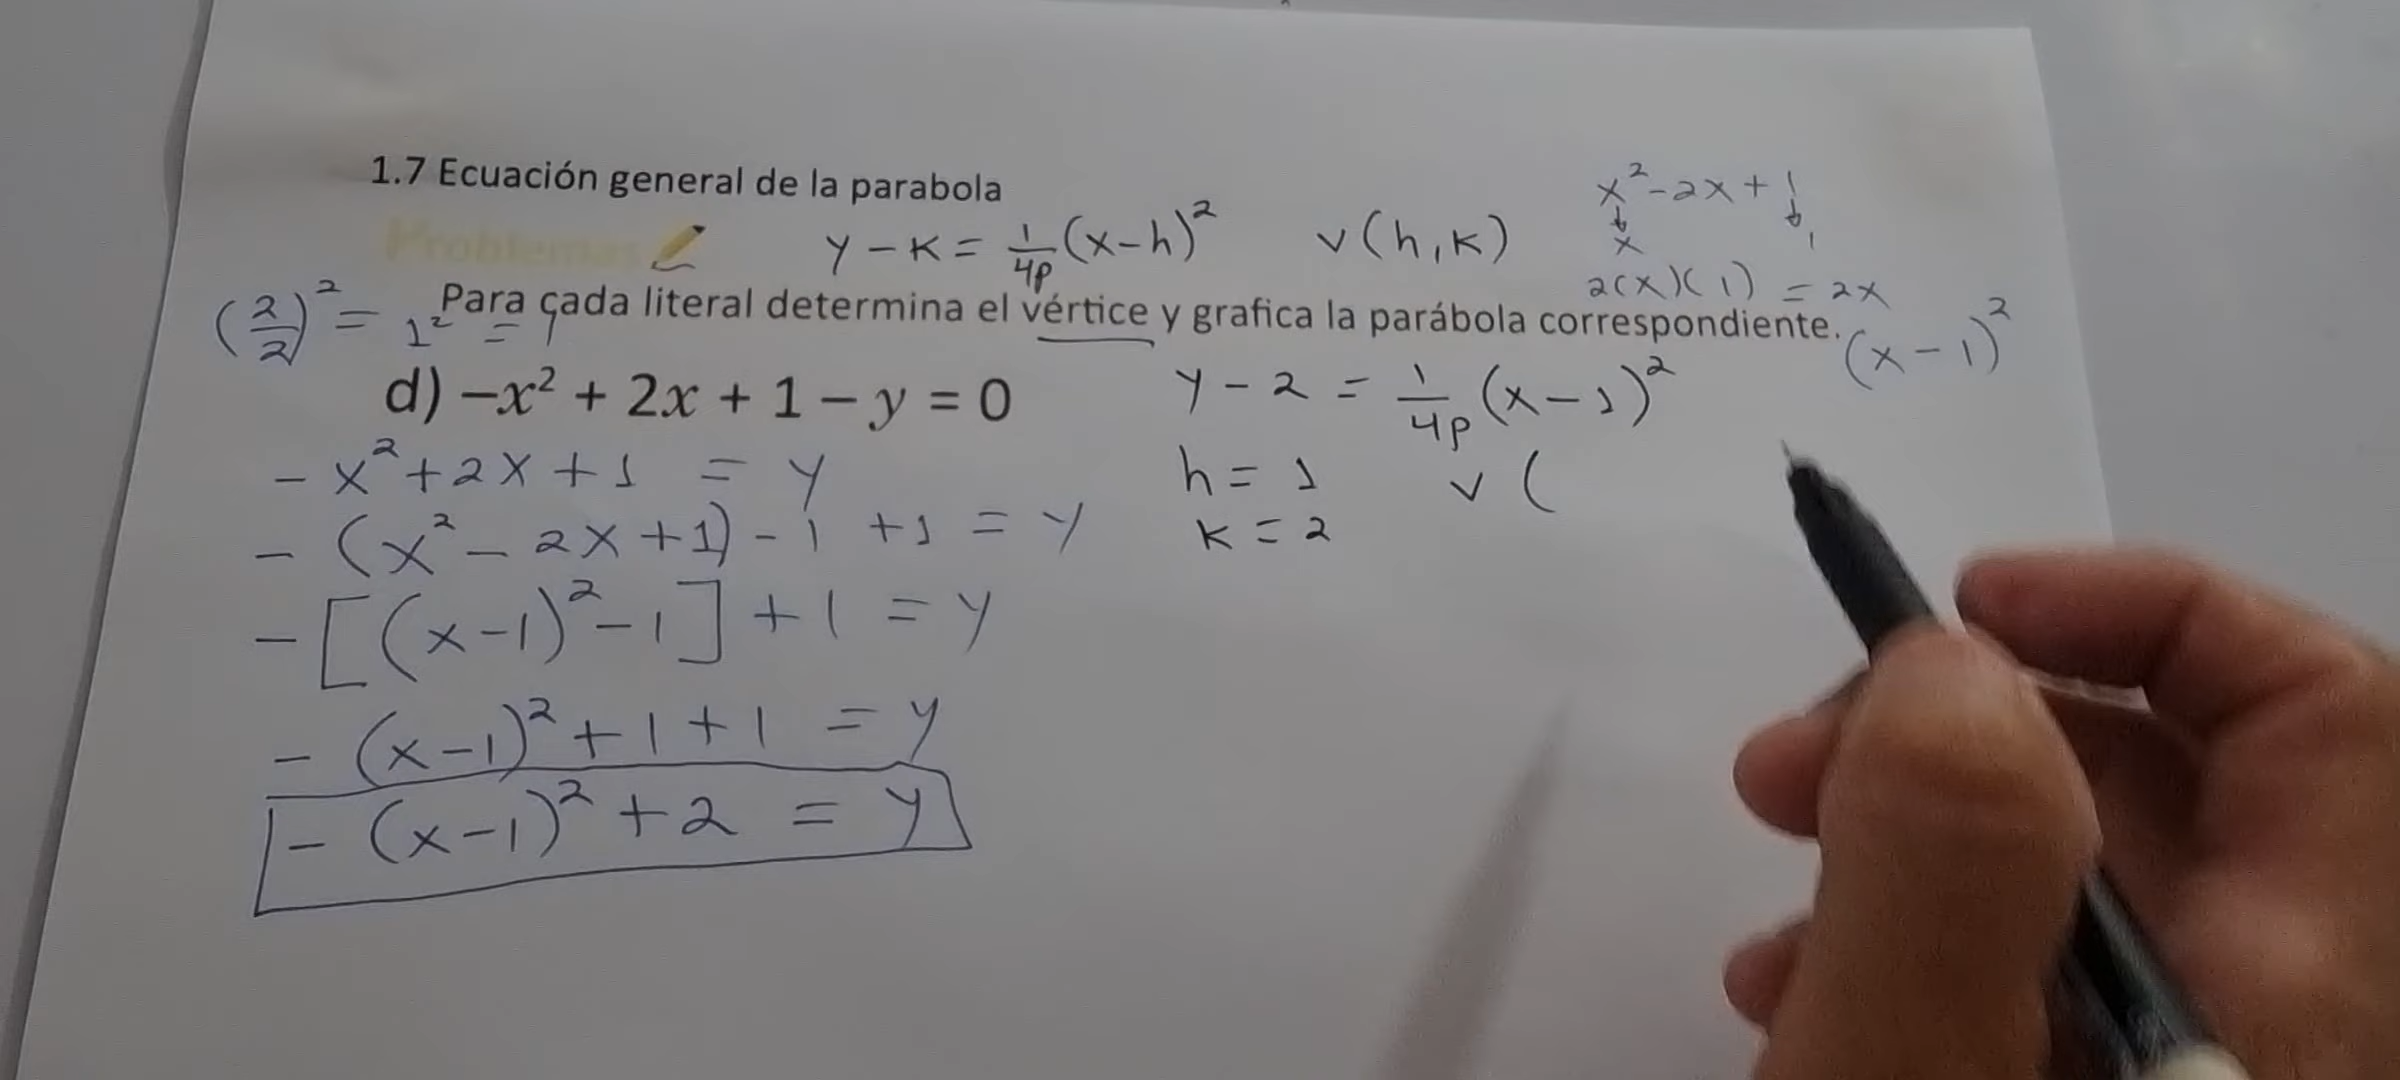 1.7 Ecuación general de la parabola
Problemas
y - k = 1/4p (x-h)²
v(h,k)
x² - 2x + 1
x 1
2(x)(1) = 2x
(x-1)²
(2/2)² = 1² = 1
Para cada literal determina el vértice y grafica la parábola correspondiente.
d) −x² + 2x + 1 − y = 0
- x² + 2x + 1 = y
- (x² - 2x + 1) - 1 + 1 = y
- [(x-1)² - 1] + 1 = y
- (x-1)² + 1 + 1 = y
- (x-1)² + 2 = y
y - 2 = 1/4p (x-1)²
h = 1 v (
k = 2